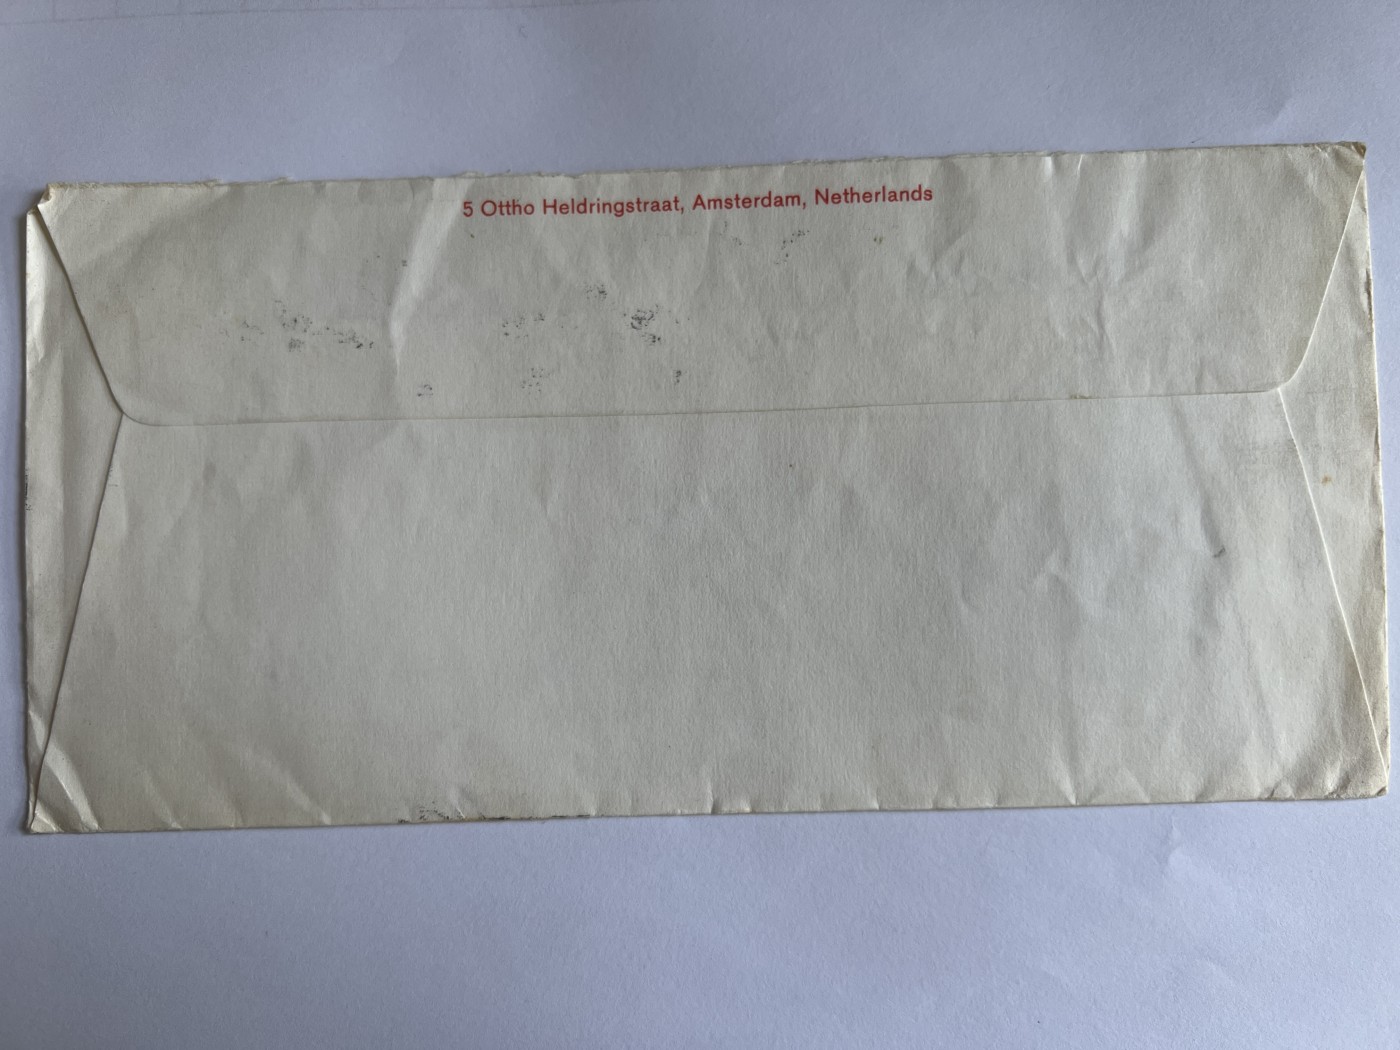 5 Ottho Heldringstraat, Amsterdam, Netherlands